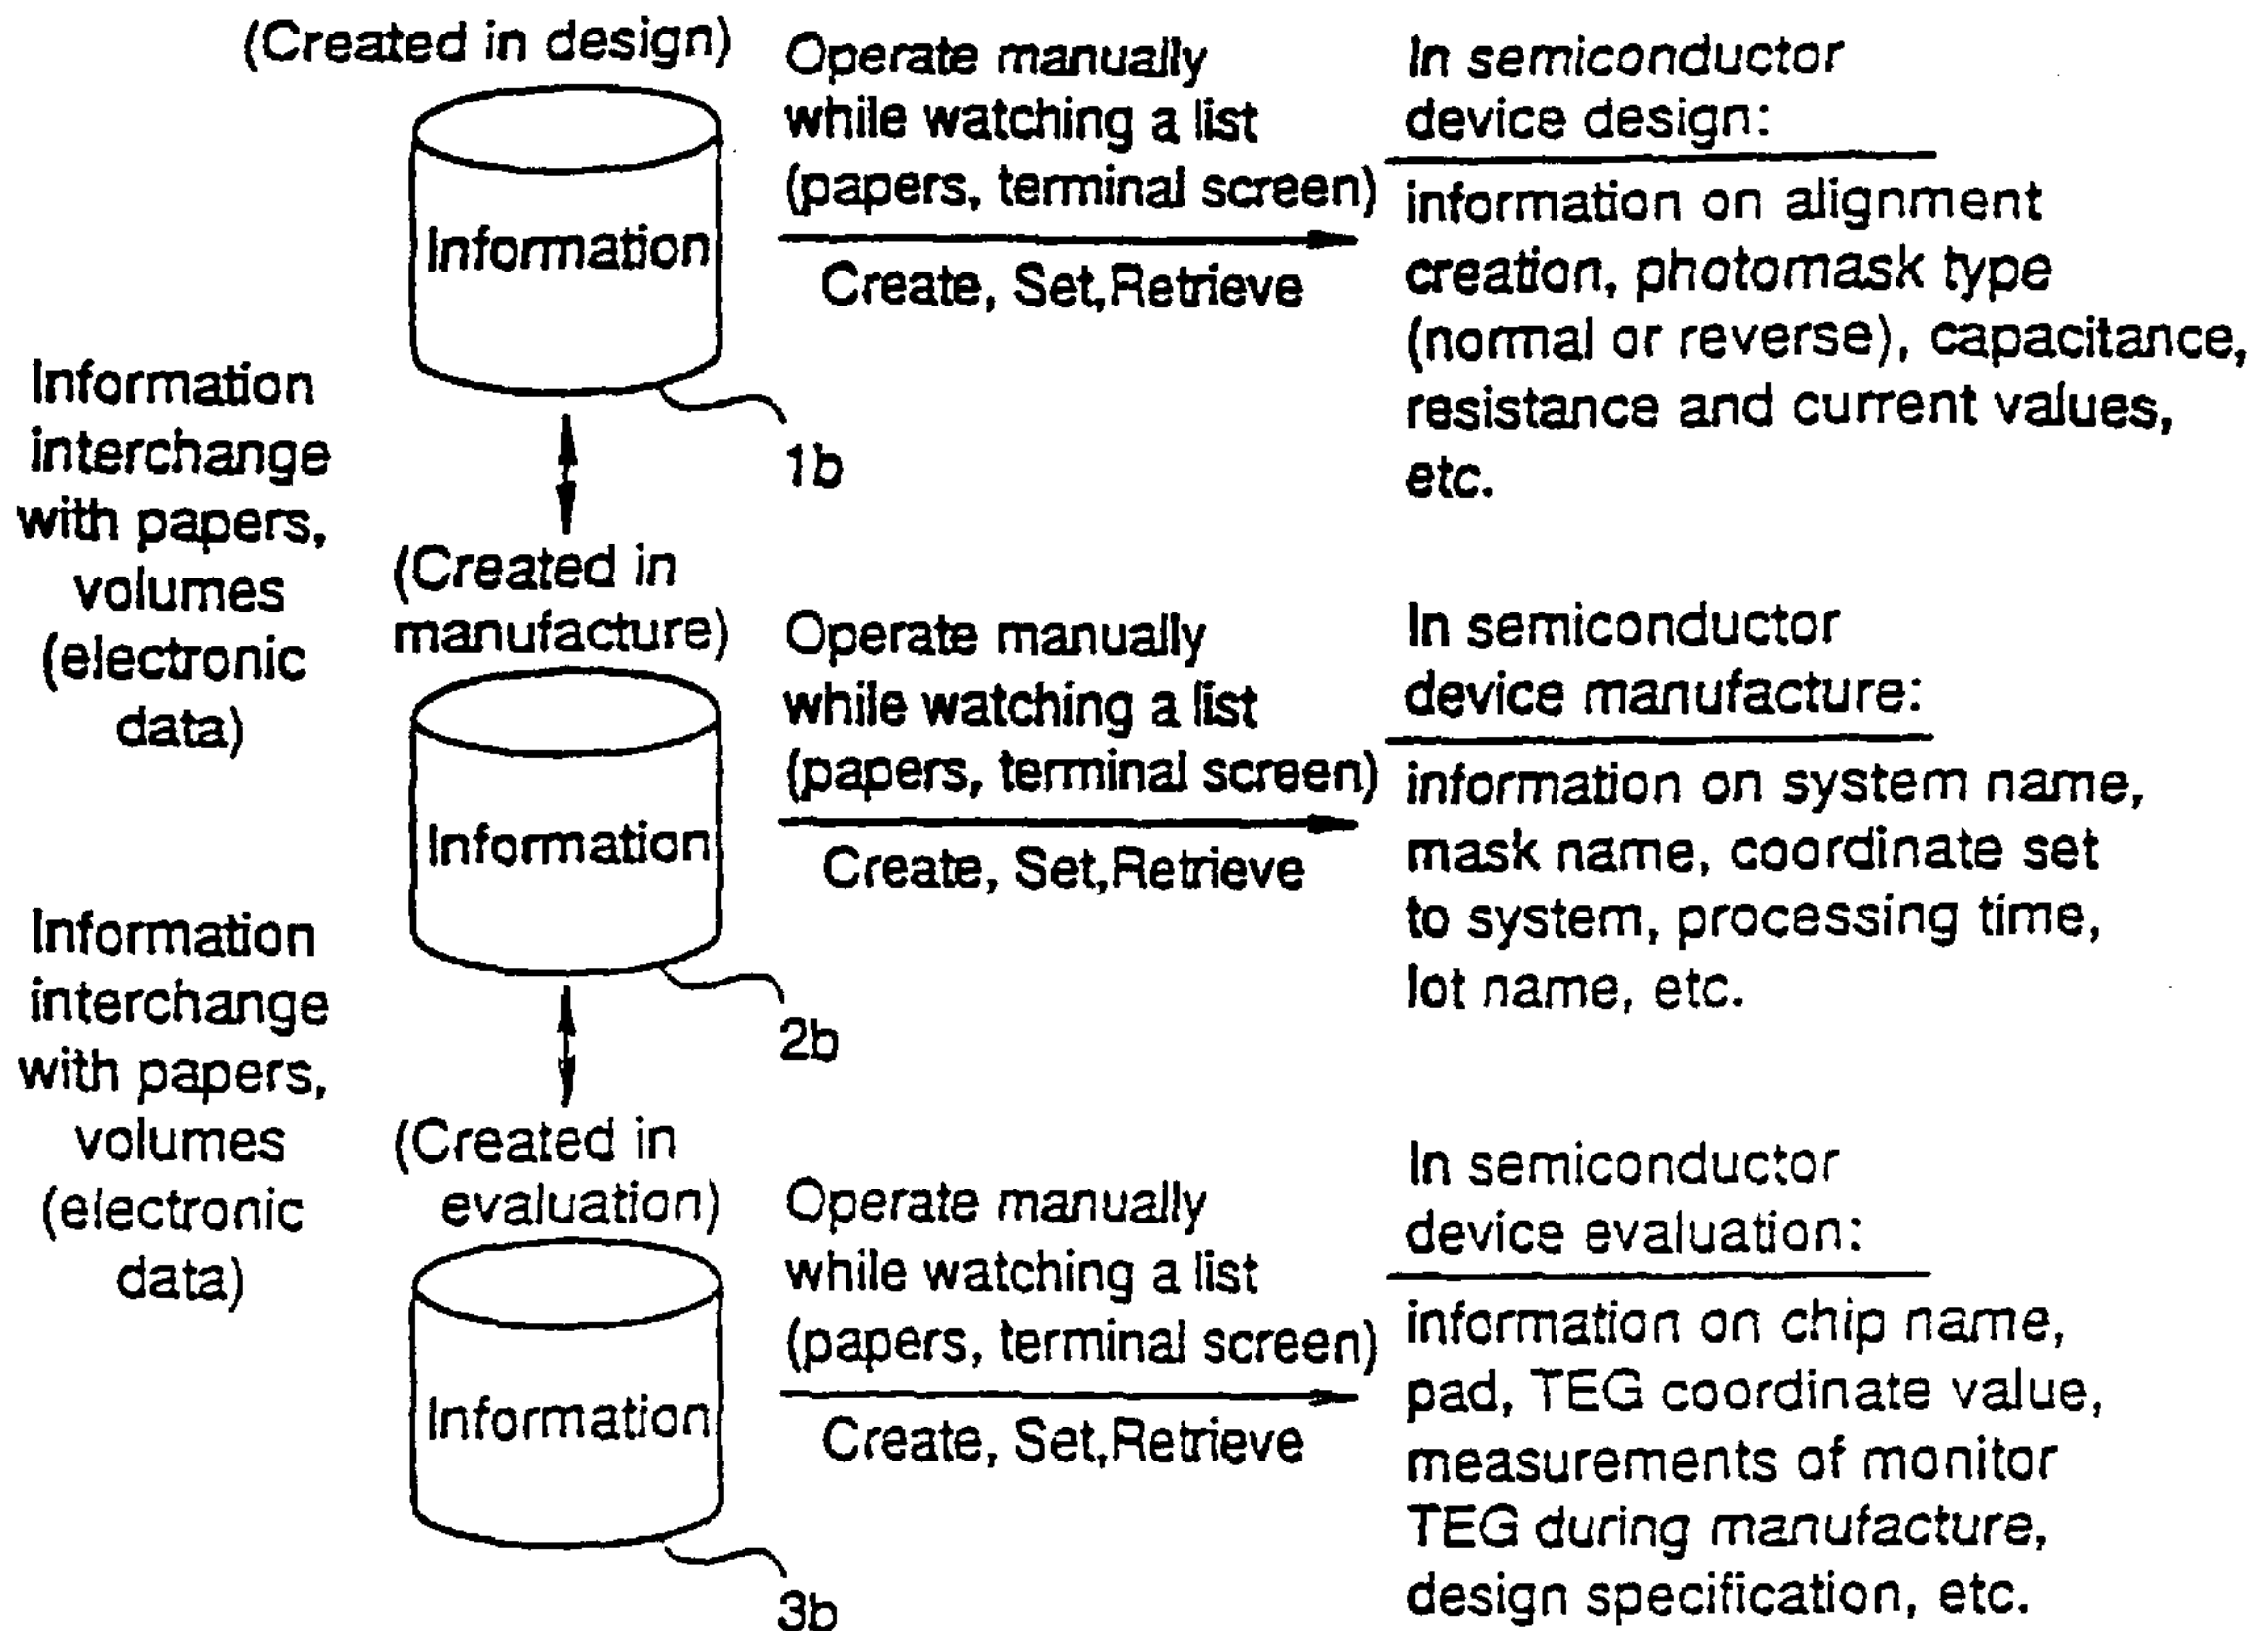 (Created in design)
Information
1b
Operate manually
while watching a list
(papers, terminal screen)
Create, Set,Retrieve
In semiconductor
device design:
information on alignment
creation, photomask type
(normal or reverse), capacitance,
resistance and current values,
etc.
Information
interchange
with papers,
volumes
(electronic
data)
(Created in
manufacture)
Information
2b
Operate manually
while watching a list
(papers, terminal screen)
Create, Set,Retrieve
In semiconductor
device manufacture:
information on system name,
mask name, coordinate set
to system, processing time,
lot name, etc.
Information
interchange
with papers,
volumes
(electronic
data)
(Created in
evaluation)
Information
3b
Operate manually
while watching a list
(papers, terminal screen)
Create, Set,Retrieve
In semiconductor
device evaluation:
information on chip name,
pad, TEG coordinate value,
measurements of monitor
TEG during manufacture,
design specification, etc.